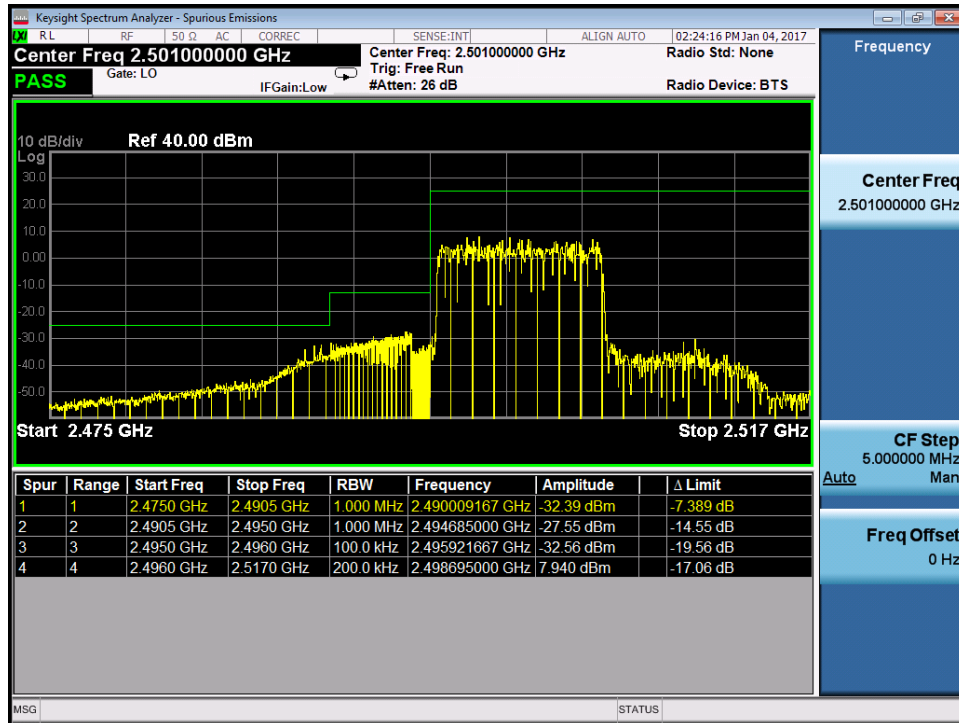 Keysight Spectrum Analyzer - Spurious Emissions
LXI RL RF 50 Ω AC CORREC SENSE:INT ALIGN AUTO 02:24:16 PM Jan 04, 2017
Center Freq 2.501000000 GHz
Center Freq: 2.501000000 GHz
Radio Std: None
Gate: LO
Trig: Free Run
PASS
IFGain:Low
#Atten: 26 dB
Radio Device: BTS
10 dB/div
Ref 40.00 dBm
Log
30.0
20.0
10.0
0.00
-10.0
-20.0
-30.0
-40.0
-50.0
Start 2.475 GHz
Stop 2.517 GHz
Spur Range Start Freq Stop Freq RBW Frequency Amplitude Δ Limit
1 1 2.4750 GHz 2.4905 GHz 1.000 MHz 2.490009167 GHz -32.39 dBm -7.389 dB
2 2 2.4905 GHz 2.4950 GHz 1.000 MHz 2.494685000 GHz -27.55 dBm -14.55 dB
3 3 2.4950 GHz 2.4960 GHz 100.0 kHz 2.495921667 GHz -32.56 dBm -19.56 dB
4 4 2.4960 GHz 2.5170 GHz 200.0 kHz 2.498695000 GHz 7.940 dBm -17.06 dB
Frequency
Center Freq
2.501000000 GHz
CF Step
5.000000 MHz
Auto Man
Freq Offset
0 Hz
MSG
STATUS